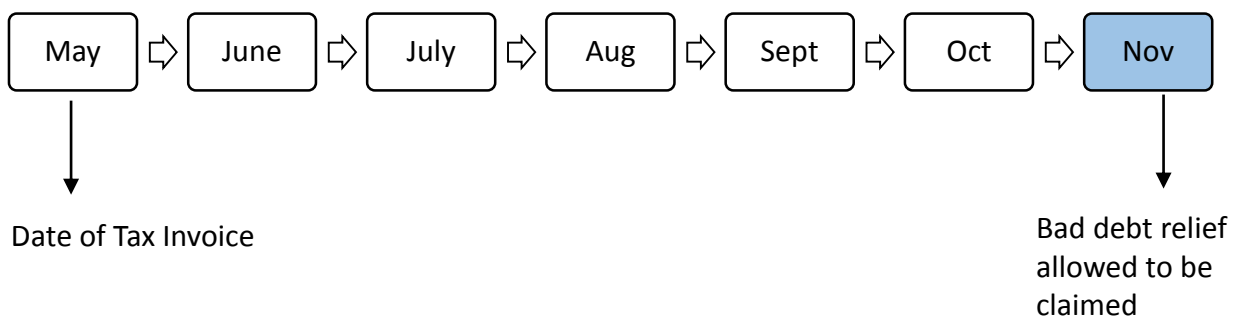 May
June
July
Aug
Sept
Oct
Nov
Date of Tax Invoice
Bad debt relief
allowed to be
claimed